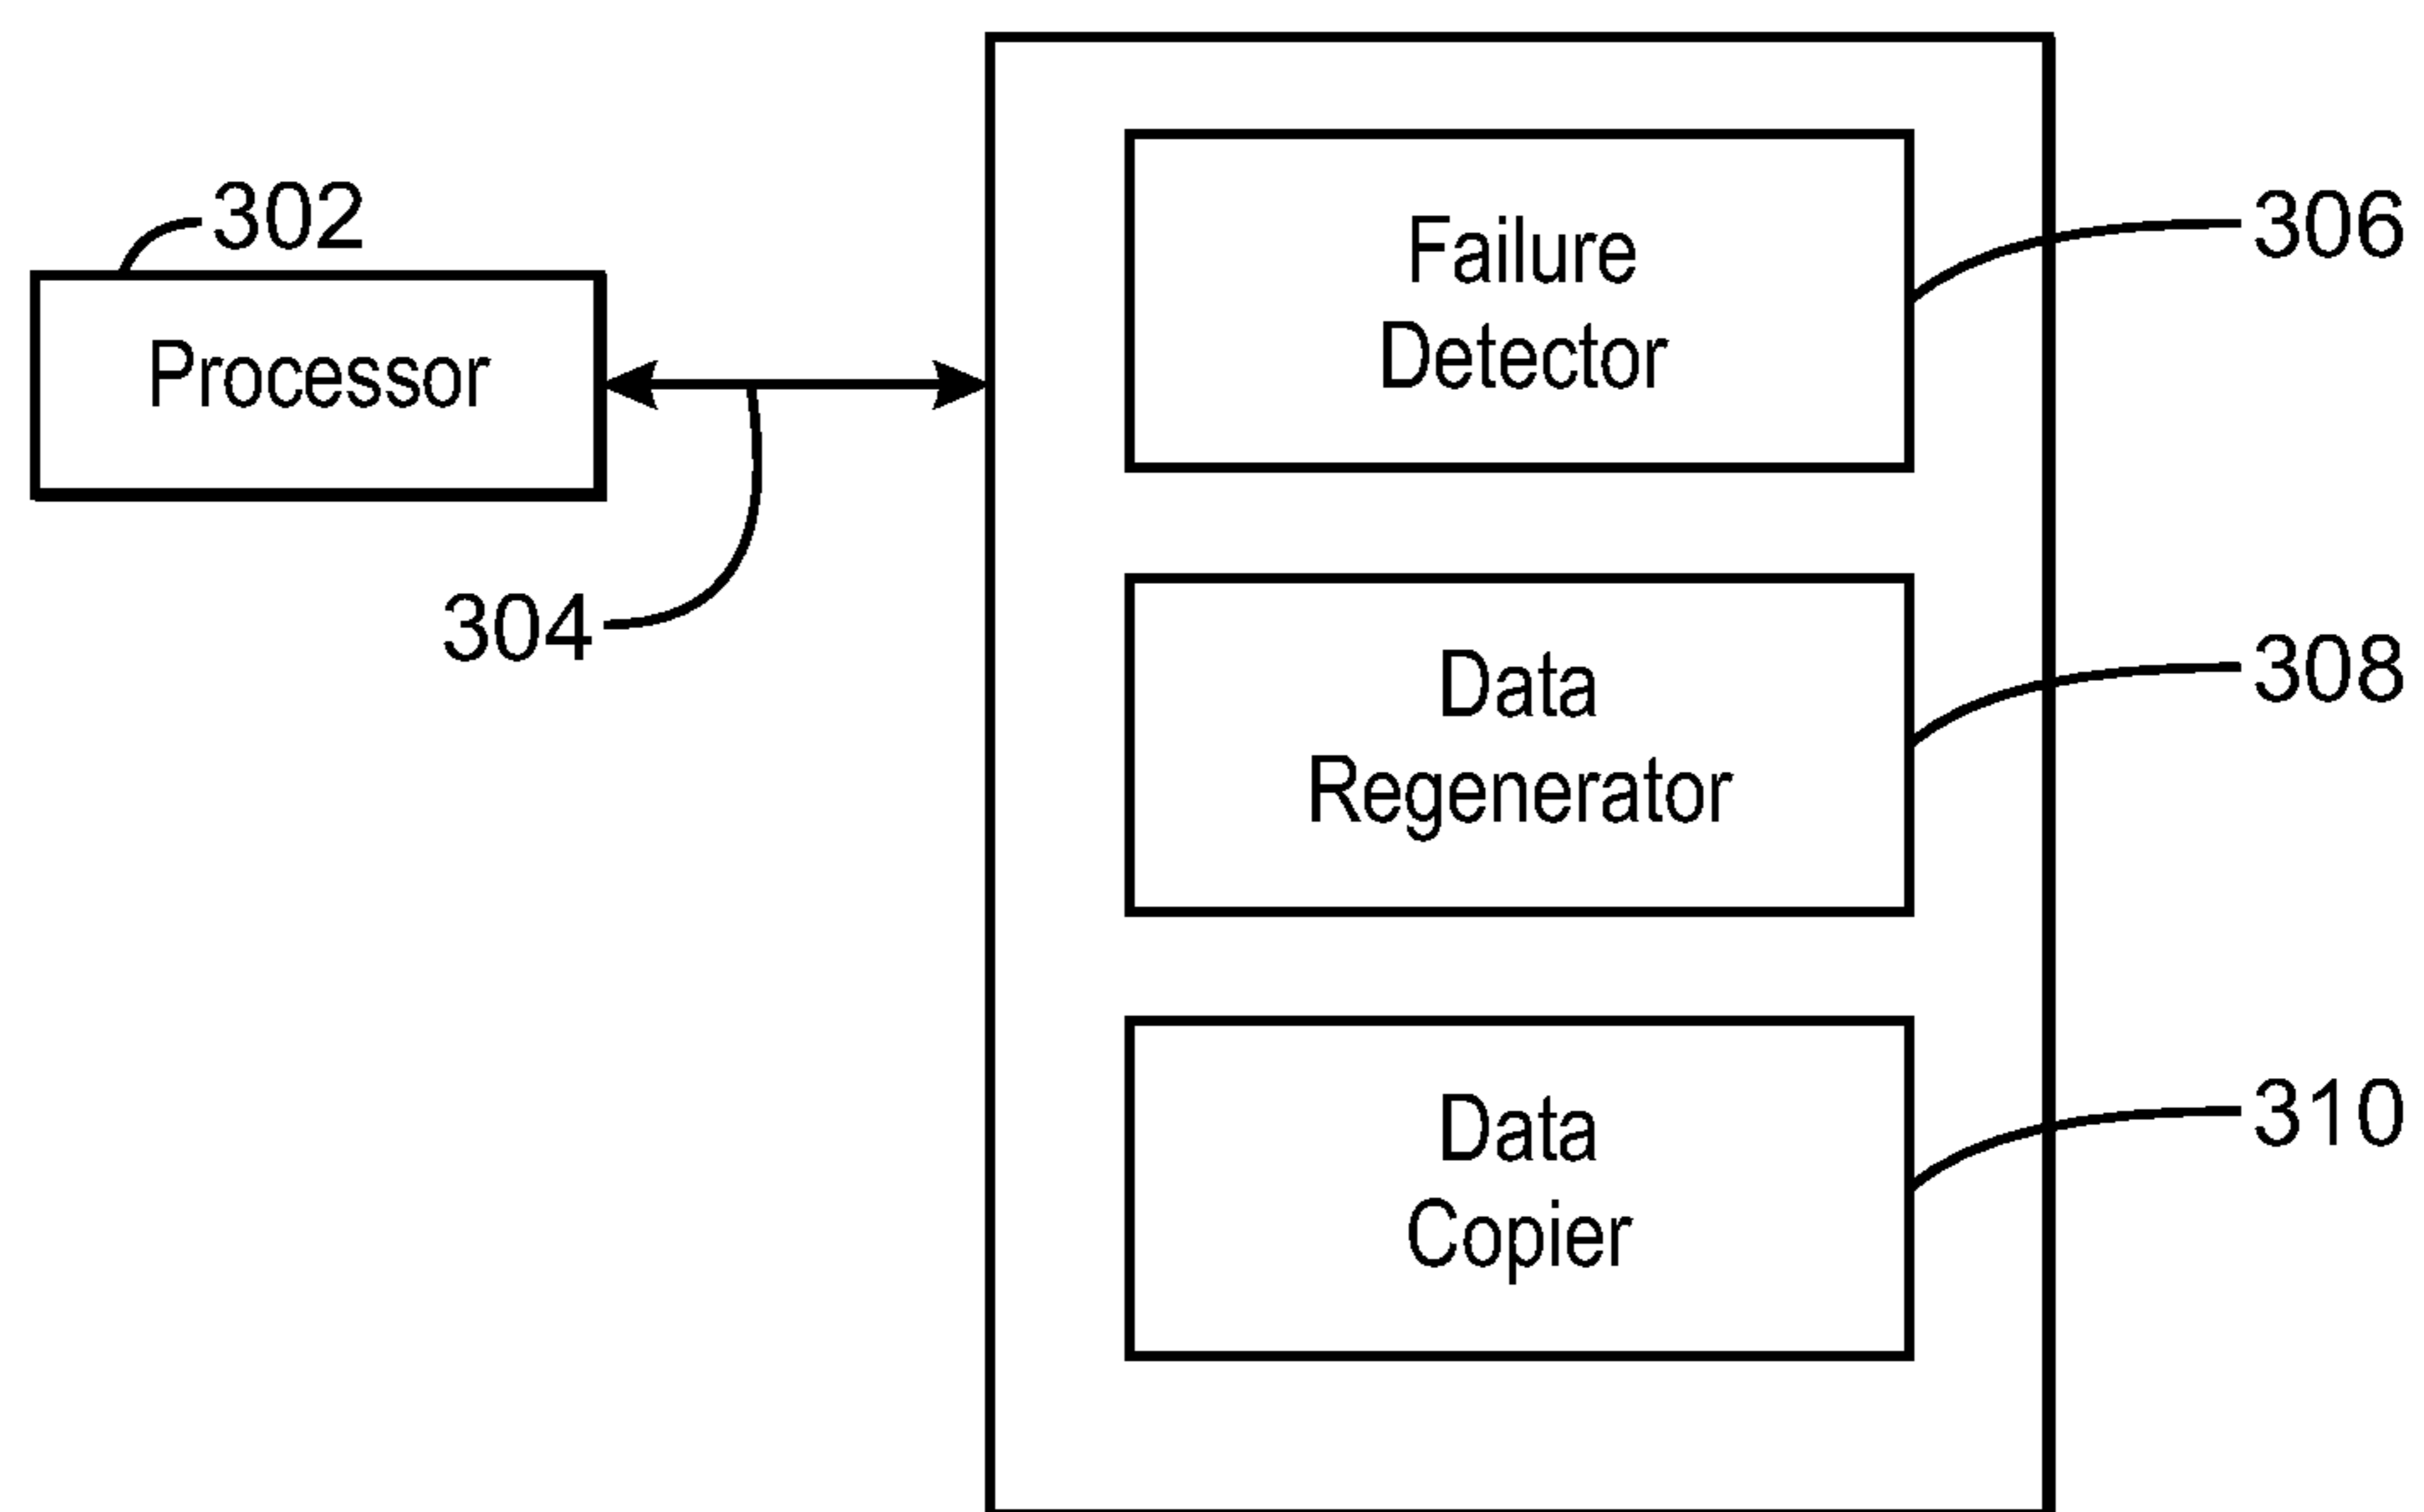 302
Processor
304
Failure
Detector
306
Data
Regenerator
308
Data
Copier
310